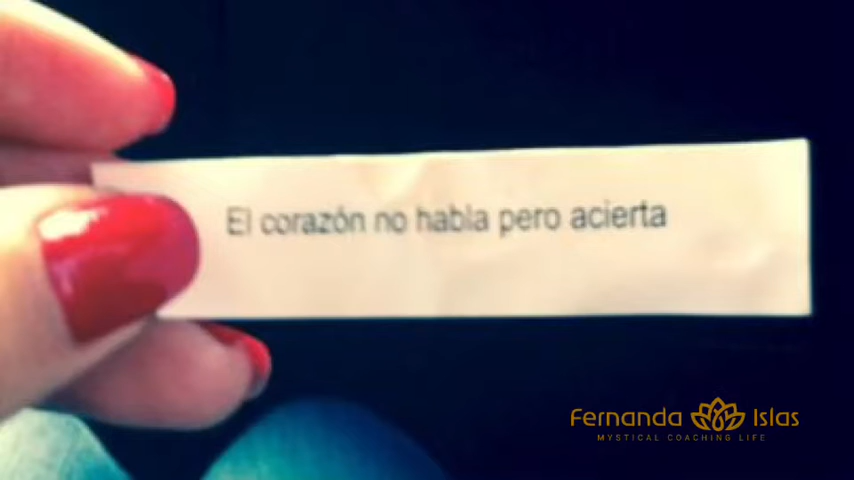 El corazón no habla pero acierta
Fernanda Islas
MYSTICAL COACHING LIFE